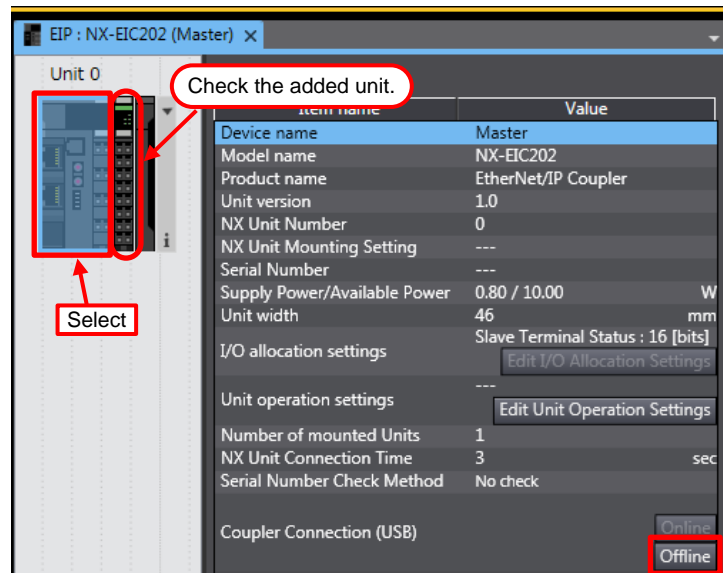 EIP : NX-EIC202 (Master) ×
Unit 0
Check the added unit.
Item name Value
Device name Master
Model name NX-EIC202
Product name EtherNet/IP Coupler
Unit version 1.0
NX Unit Number 0
NX Unit Mounting Setting ---
Serial Number ---
Supply Power/Available Power 0.80 / 10.00 W
Select
Unit width 46 mm
Slave Terminal Status : 16 [bits]
I/O allocation settings
Edit I/O Allocation Settings
---
Unit operation settings
Edit Unit Operation Settings
Number of mounted Units 1
NX Unit Connection Time 3 sec
Serial Number Check Method No check
Coupler Connection (USB) Online
Offline